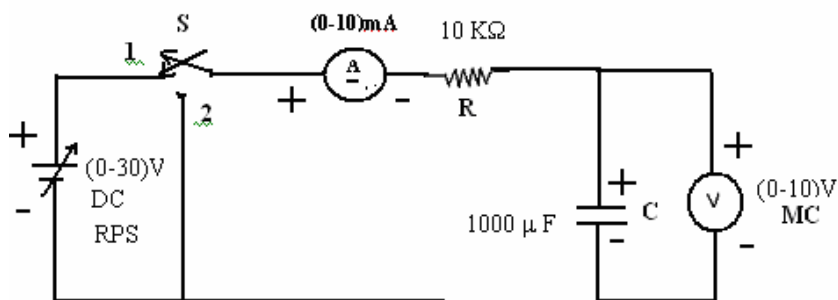 S
(0-10)mA
10 KΩ
1
A
+
-
R
2
+
(0-30)V
-
DC
RPS
+
1000 μ F
-
C
+
V
(0-10)V
MC
-